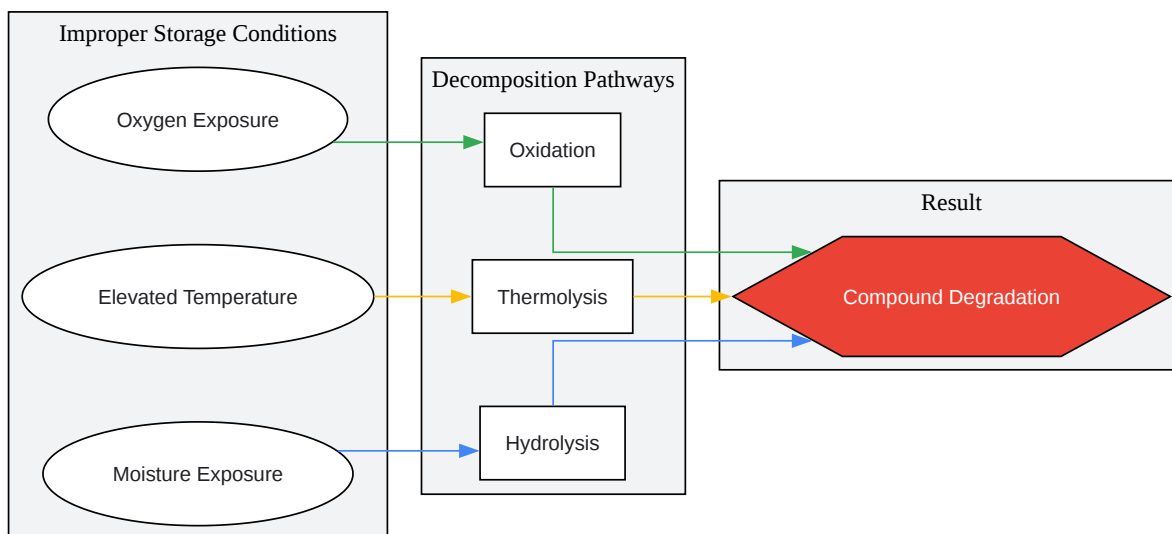 Improper Storage Conditions
Oxygen Exposure
Elevated Temperature
Moisture Exposure
Decomposition Pathways
Oxidation
Thermolysis
Hydrolysis
Result
Compound Degradation